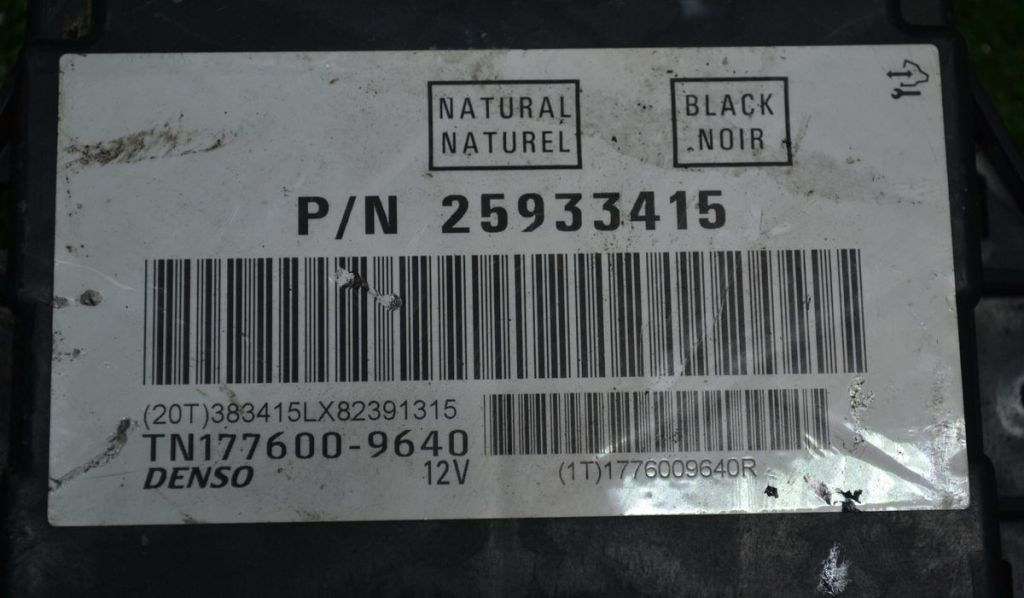 NATURAL
NATUREL
BLACK
NOIR
P/N 25933415
(20T)383415LX82391315
TN177600-9640
DENSO 12V
(1T)1776009640R